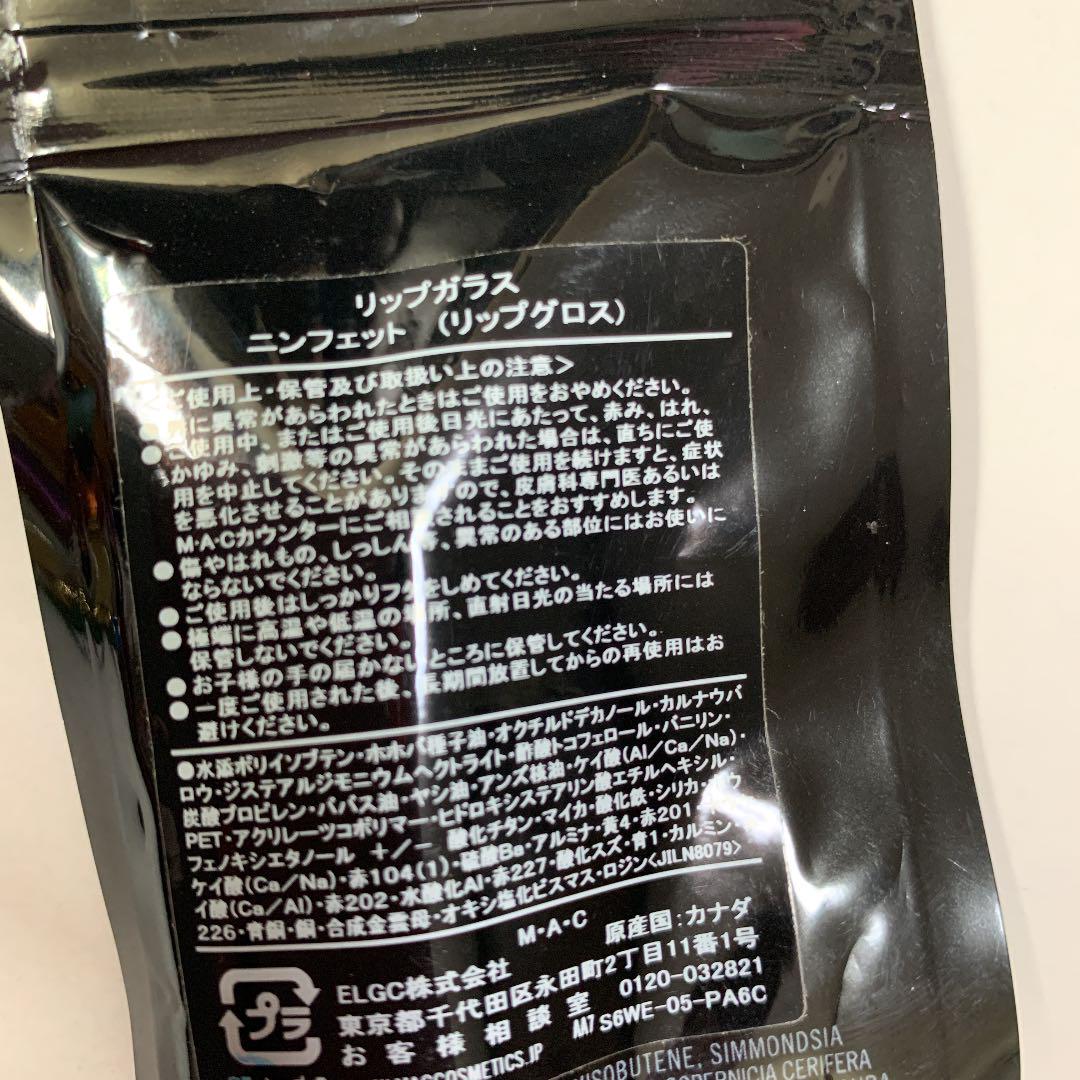 リップガラス
ニンフェット （リップグロス）
ご使用上・保管及び取扱い上の注意＞
に異常があらわれたときはご使用をおやめください。
●ご使用中、またはご使用後日光にあたって、赤み、はれ、
かゆみ、刺激等の異常があらわれた場合は、直ちにご使
用を中止してください。そのままご使用を続けますと、症状
を悪化させることがありますので、皮膚科専門医あるいは
M・A・Cカウンターにご相談されることをおすすめします。
●傷やはれもの、しっしん等、異常のある部位にはお使いに
ならないでください。
●ご使用後はしっかりフタをしめてください。
●極端に高温や低温の場所、直射日光の当たる場所には
保管しないでください。
●お子様の手の届かないところに保管してください。
●一度ご使用された後、長期間放置してからの再使用はお
避けください。
●水添ポリイソブテン・ホホバ種子油・オクチルドデカノール・カルナウバ
ロウ・ジステアルジモニウムヘクトライト・酢酸トコフェロール・バニリン・
炭酸プロピレン・ババス油・ヤシ油・アンズ核油・ケイ酸(Al／Ca／Na)・
PET・アクリレーツコポリマー・ヒドロキシステアリン酸エチルヘキシル・
フェノキシエタノール ＋／− 酸化チタン・マイカ・酸化鉄・シリカ・ホウ
ケイ酸(Ca／Na)・赤104(1)・硫酸Ba・アルミナ・黄4・赤201・
イ酸(Ca／Al)・赤202・水酸化Al・赤227・酸化スズ・青1・カルミン・
226・青銅・銅・合成金雲母・オキシ塩化ビスマス・ロジン<JILN8079>
M・A・C 原産国：カナダ
プラ
ELGC株式会社
東京都千代田区永田町2丁目11番1号
お客様相談室 0120-032821
AA7 S6WE-05-PA6C
COSMETICS.JP
ISOBUTENE, SIMMONDSIA
COPERNICIA CERIFERA